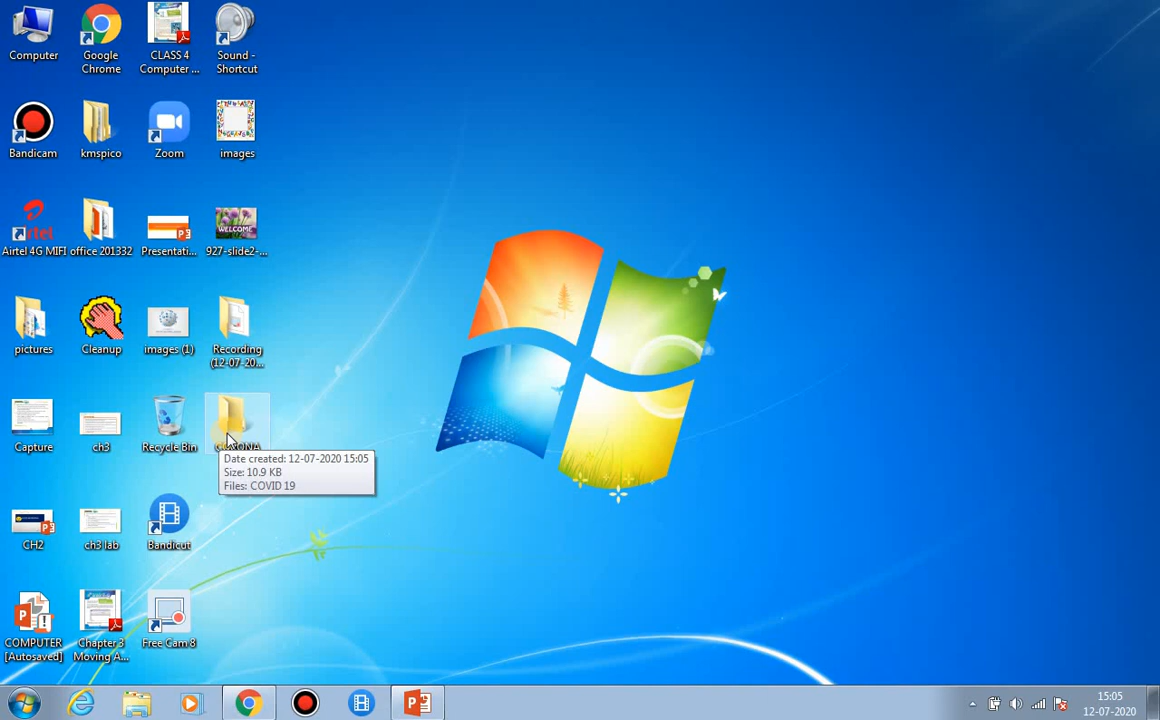 Computer
Google
Chrome
CLASS 4
Computer ...
Sound -
Shortcut
Bandicam
kmspico
Zoom
images
Airtel 4G MIFI
office 201332
Presentati...
WELCOME
927-slide2-...
pictures
Cleanup
images (1)
Recording
(12-07-20...
Capture
ch3
Recycle Bin
CORONA
Date created: 12-07-2020 15:05
Size: 10.9 KB
Files: COVID 19
CH2
ch3 lab
Bandicut
COMPUTER
[Autosaved]
Chapter 3
Moving A...
Free Cam 8
15:05
12-07-2020